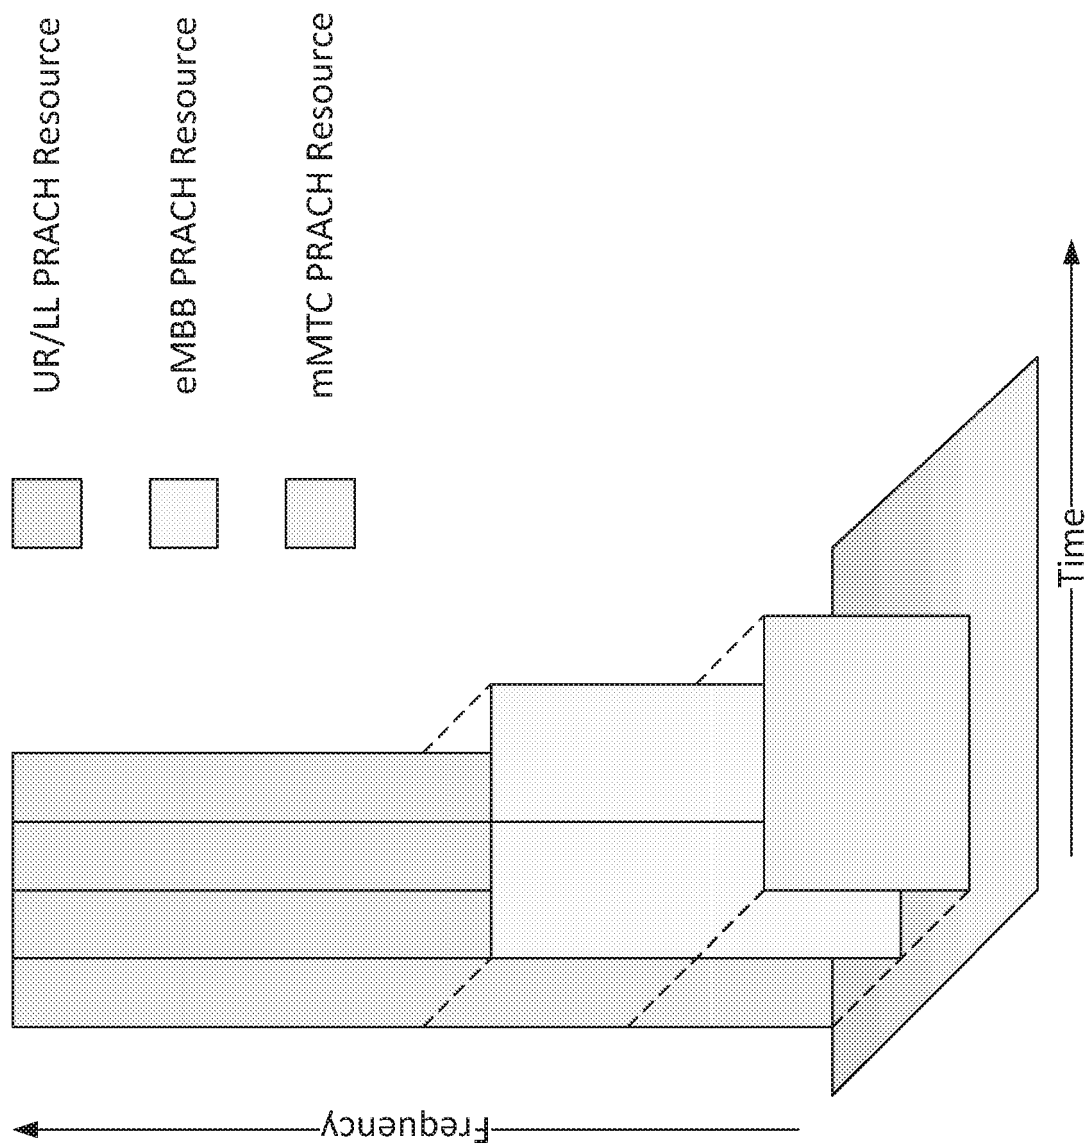 UR/LL PRACH Resource
eMBB PRACH Resource
mMTC PRACH Resource
Frequency
Time